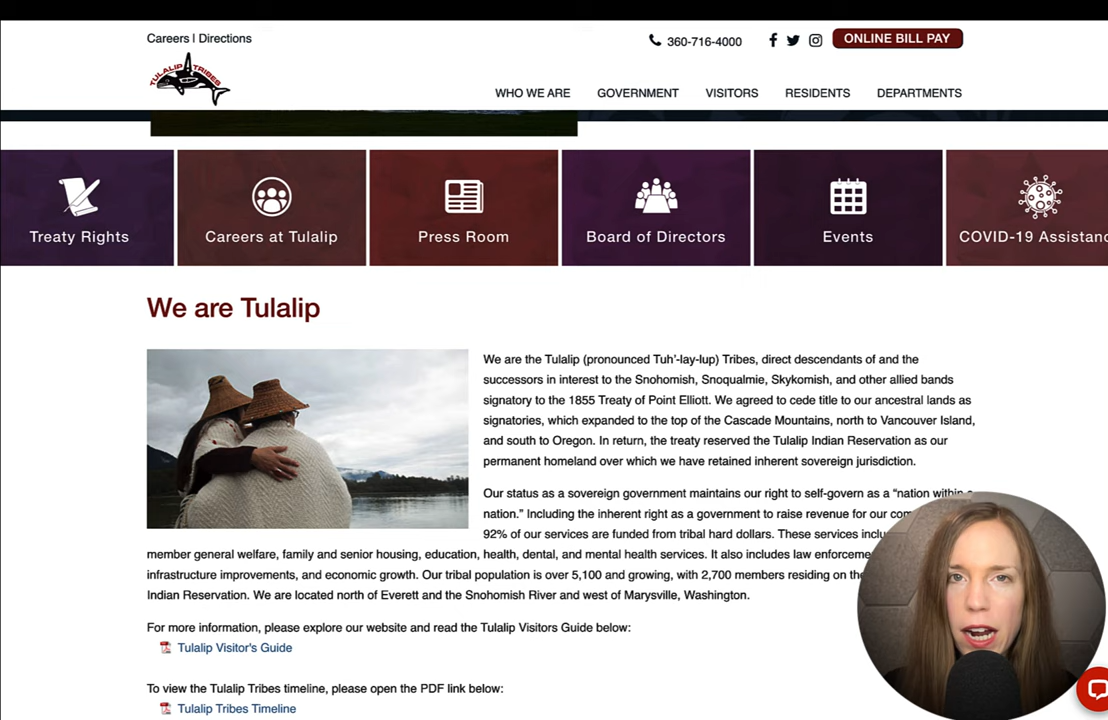 Careers | Directions
360-716-4000
ONLINE BILL PAY
TULALIP TRIBES
WHO WE ARE GOVERNMENT VISITORS RESIDENTS DEPARTMENTS
Treaty Rights
Careers at Tulalip
Press Room
Board of Directors
Events
COVID-19 Assistanc
We are Tulalip
We are the Tulalip (pronounced Tuh’-lay-lup) Tribes, direct descendants of and the
successors in interest to the Snohomish, Snoqualmie, Skykomish, and other allied bands
signatory to the 1855 Treaty of Point Elliott. We agreed to cede title to our ancestral lands as
signatories, which expanded to the top of the Cascade Mountains, north to Vancouver Island,
and south to Oregon. In return, the treaty reserved the Tulalip Indian Reservation as our
permanent homeland over which we have retained inherent sovereign jurisdiction.
Our status as a sovereign government maintains our right to self-govern as a “nation within
nation.” Including the inherent right as a government to raise revenue for our
92% of our services are funded from tribal hard dollars. These services
member general welfare, family and senior housing, education, health, dental, and mental health services. It also includes law
infrastructure improvements, and economic growth. Our tribal population is over 5,100 and growing, with 2,700 members residing on
Indian Reservation. We are located north of Everett and the Snohomish River and west of Marysville, Washington.
For more information, please explore our website and read the Tulalip Visitors Guide below:
Tulalip Visitor's Guide
To view the Tulalip Tribes timeline, please open the PDF link below:
Tulalip Tribes Timeline